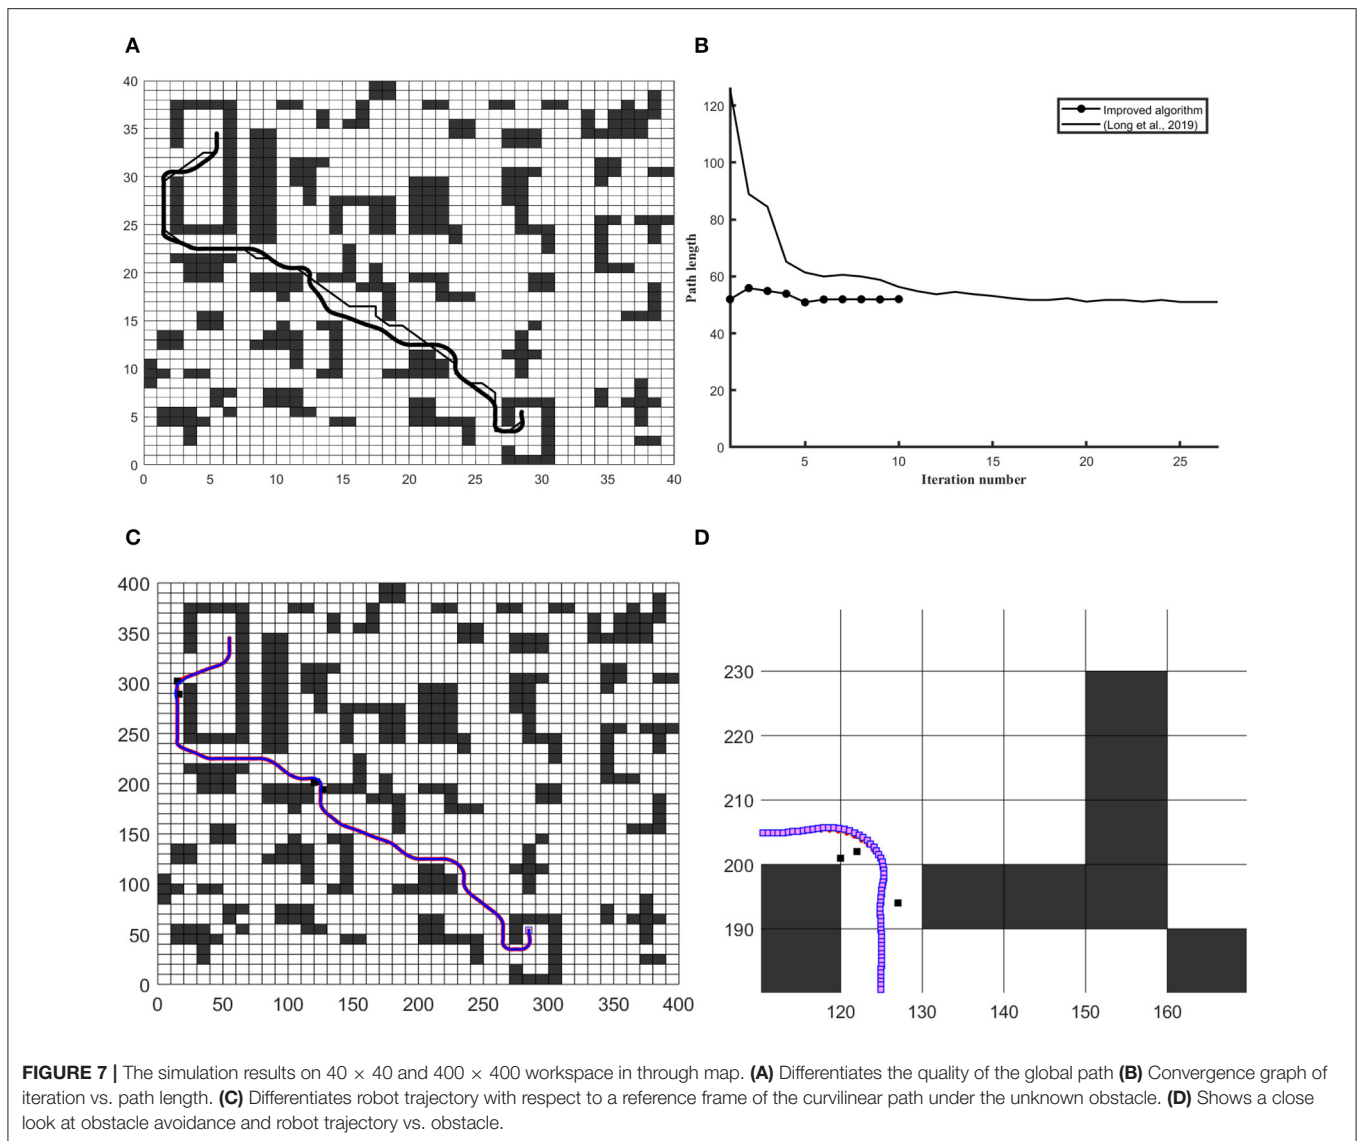 A
B
40
35
30
25
20
15
10
5
0
0 5 10 15 20 25 30 35 40
120
100
80
60
40
20
0
Path length
Improved algorithm
(Long et al., 2019)
5 10 15 20 25
Iteration number
C
D
400
350
300
250
200
150
100
50
0
0 50 100 150 200 250 300 350 400
230
220
210
200
190
120 130 140 150 160
FIGURE 7 | The simulation results on 40 × 40 and 400 × 400 workspace in through map. (A) Differentiates the quality of the global path (B) Convergence graph of
iteration vs. path length. (C) Differentiates robot trajectory with respect to a reference frame of the curvilinear path under the unknown obstacle. (D) Shows a close
look at obstacle avoidance and robot trajectory vs. obstacle.